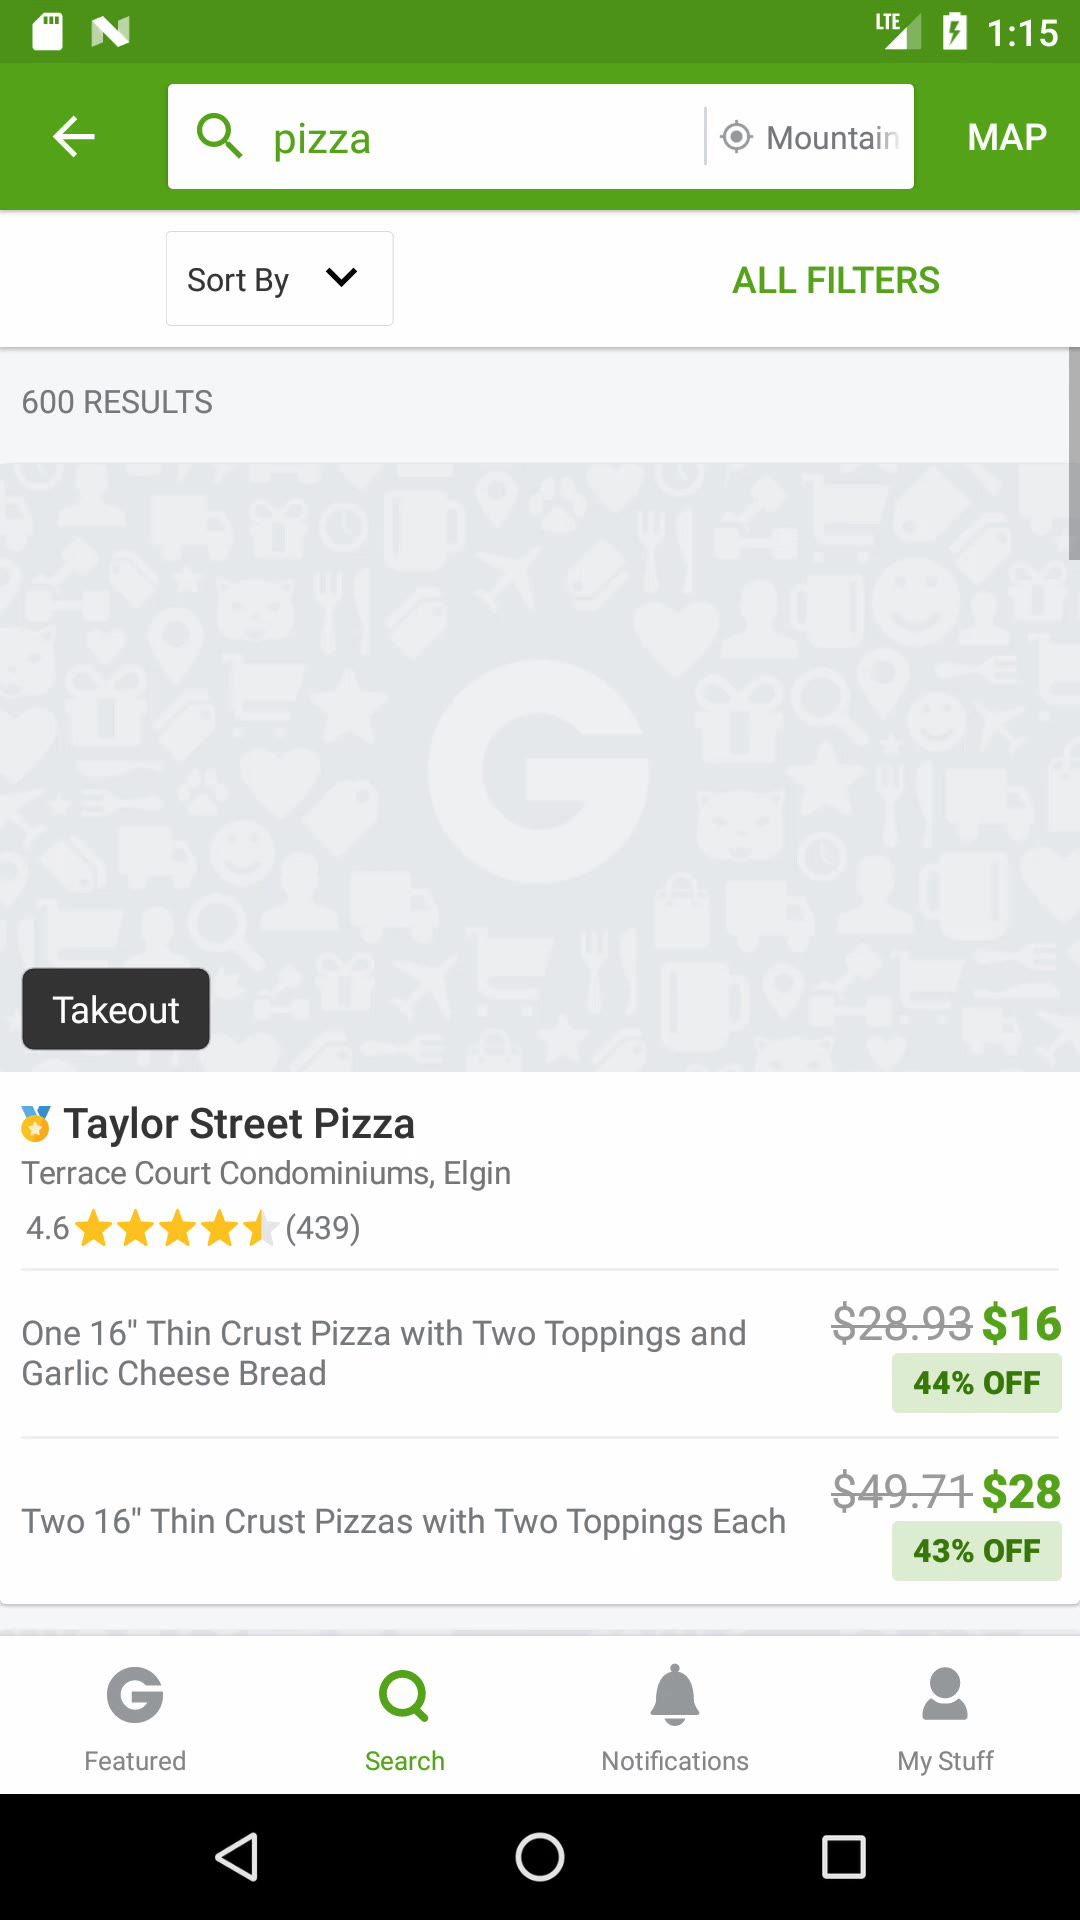 LTE 1:15
pizza Mountain MAP
Sort By ALL FILTERS
600 RESULTS
G
Takeout
Taylor Street Pizza
Terrace Court Condominiums, Elgin
4.6 (439)
One 16" Thin Crust Pizza with Two Toppings and Garlic Cheese Bread
$28.93 $16
44% OFF
Two 16" Thin Crust Pizzas with Two Toppings Each
$49.71 $28
43% OFF
Featured Search Notifications My Stuff